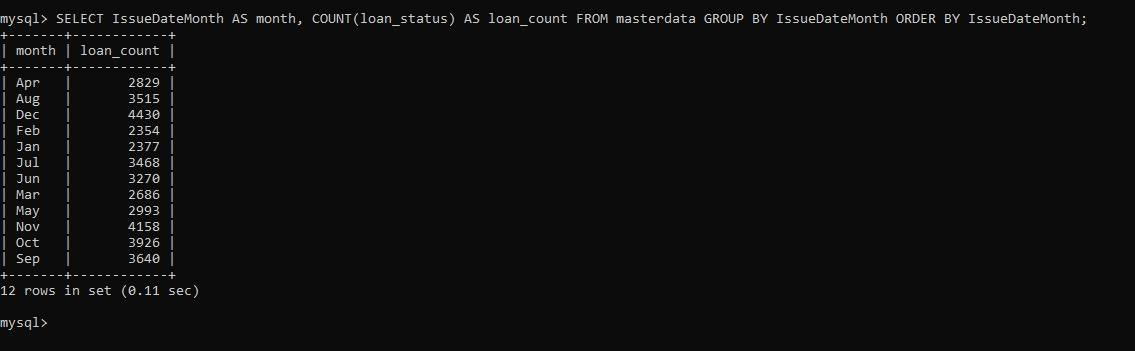 mysql> SELECT IssueDateMonth AS month, COUNT(loan_status) AS loan_count FROM masterdata GROUP BY IssueDateMonth ORDER BY IssueDateMonth;
+-------+------------+
| month | loan_count |
+-------+------------+
| Apr   |       2829 |
| Aug   |       3515 |
| Dec   |       4430 |
| Feb   |       2354 |
| Jan   |       2377 |
| Jul   |       3468 |
| Jun   |       3270 |
| Mar   |       2686 |
| May   |       2993 |
| Nov   |       4158 |
| Oct   |       3926 |
| Sep   |       3640 |
+-------+------------+
12 rows in set (0.11 sec)
mysql>